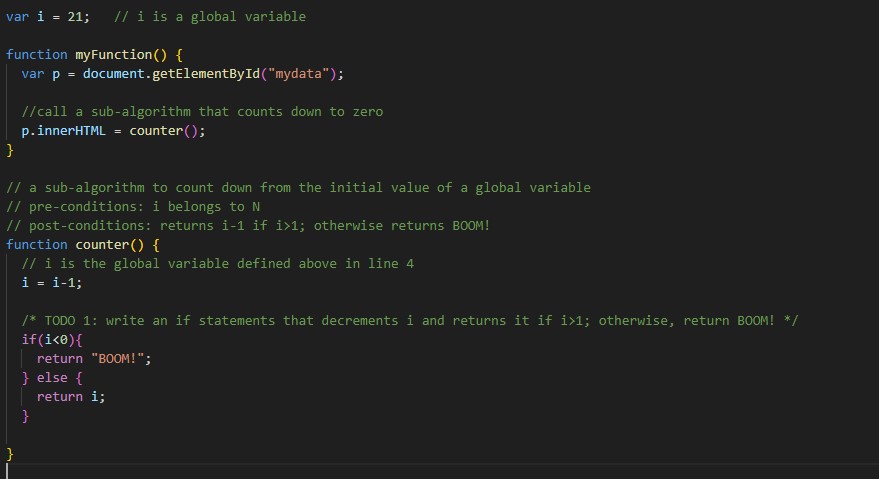 var i = 21;   // i is a global variable
function myFunction() {
var p = document.getElementById("mydata");
//call a sub-algorithm that counts down to zero
p.innerHTML = counter();
}
// a sub-algorithm to count down from the initial value of a global variable
// pre-conditions: i belongs to N
// post-conditions: returns i-1 if i>1; otherwise returns BOOM!
function counter() {
// i is the global variable defined above in line 4
i = i-1;
/* TODO 1: write an if statements that decrements i and returns it if i>1; otherwise, return BOOM! */
if(i<0){
return "BOOM!";
} else {
return i;
}
}